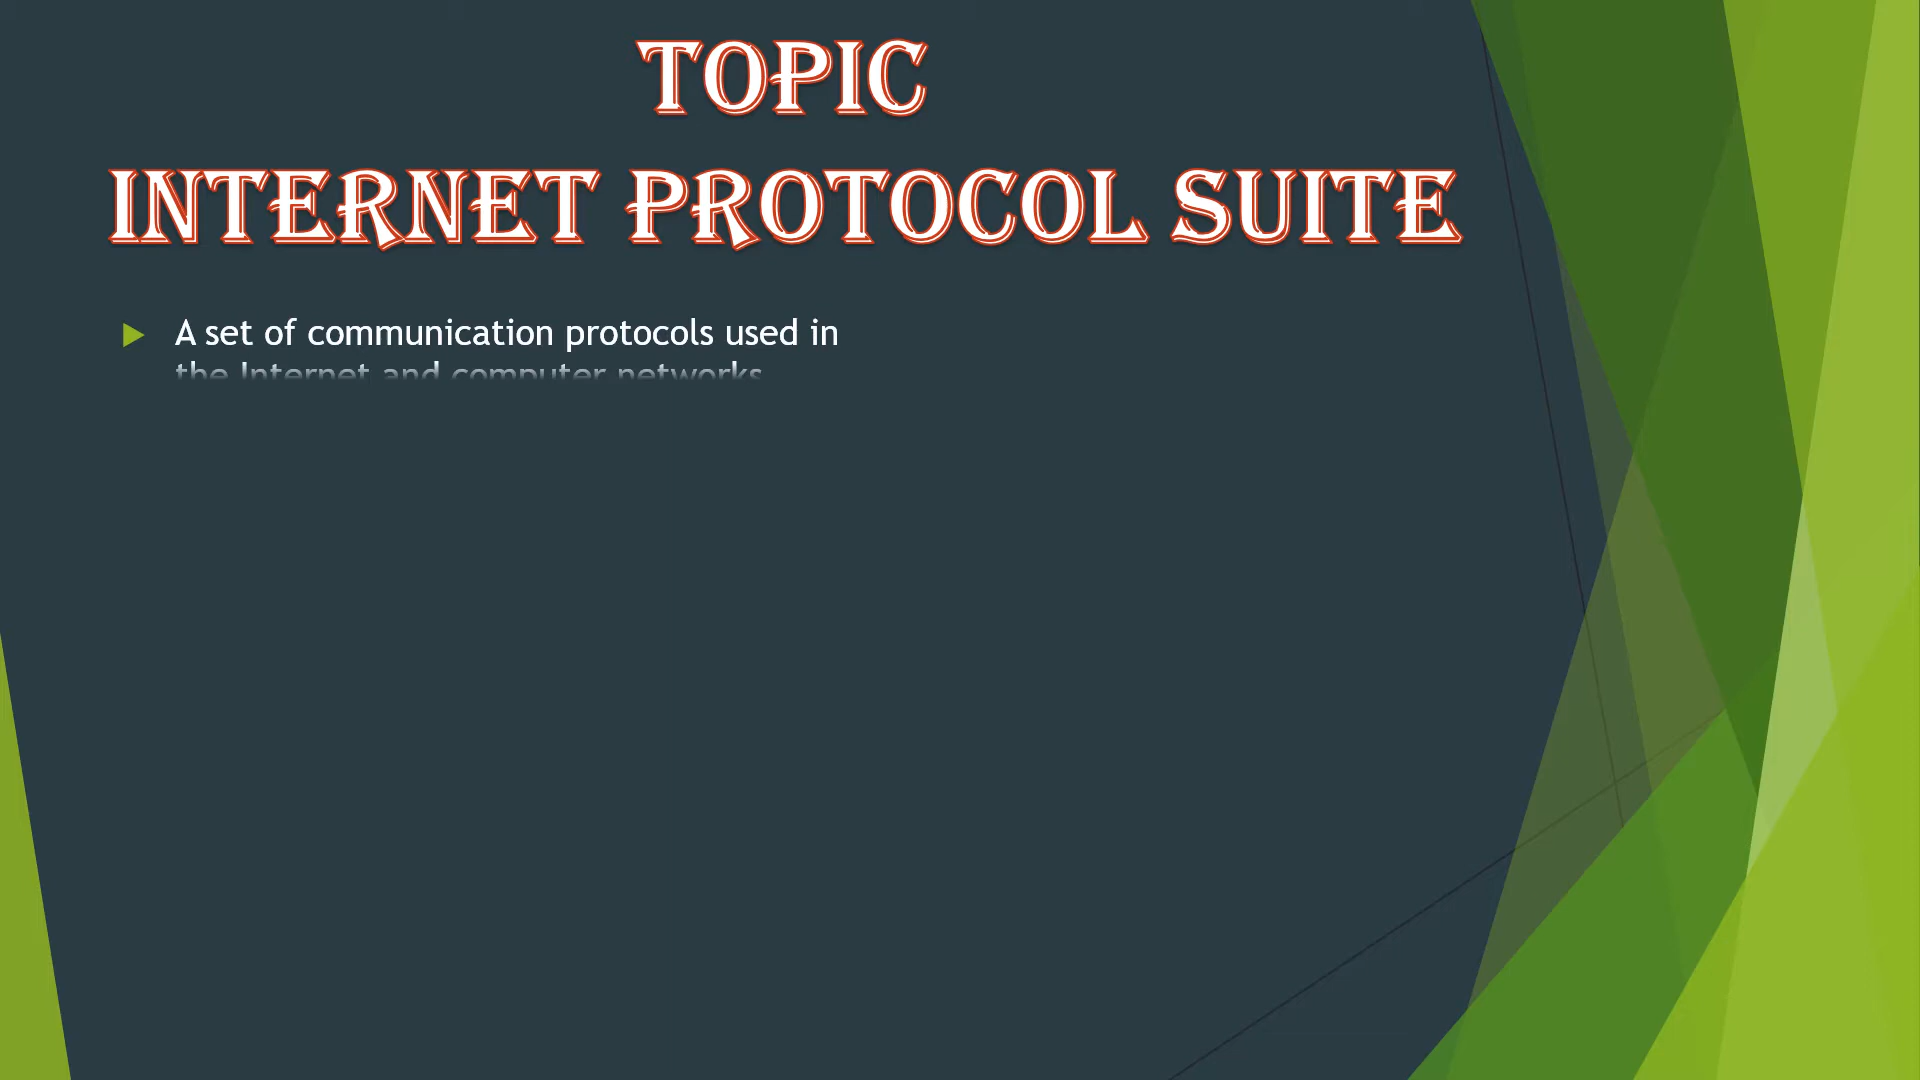 TOPIC
INTERNET PROTOCOL SUITE
A set of communication protocols used in
the Internet and computer networks